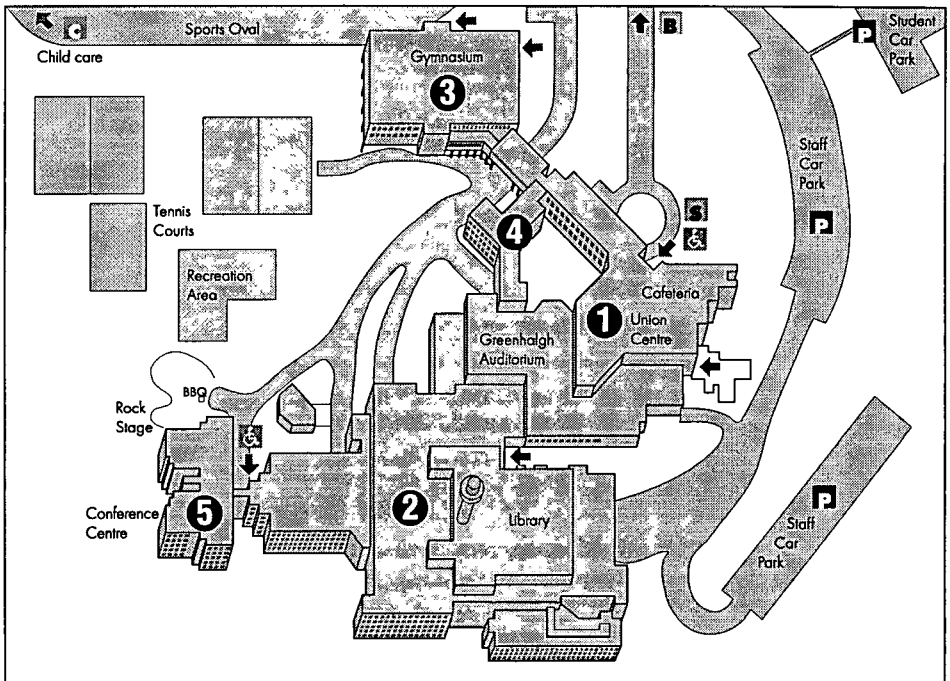 C
Child care
Sports Oval
B
P
Student
Car
Park
Gymnasium
3
Staff
Car
Park
P
Tennis
Courts
4
S
Recreation
Area
Cafeteria
1
Union
Centre
Greenhalgh
Auditorium
BBQ
Rock
Stage
Conference
Centre
5
2
Library
P
Staff
Car
Park